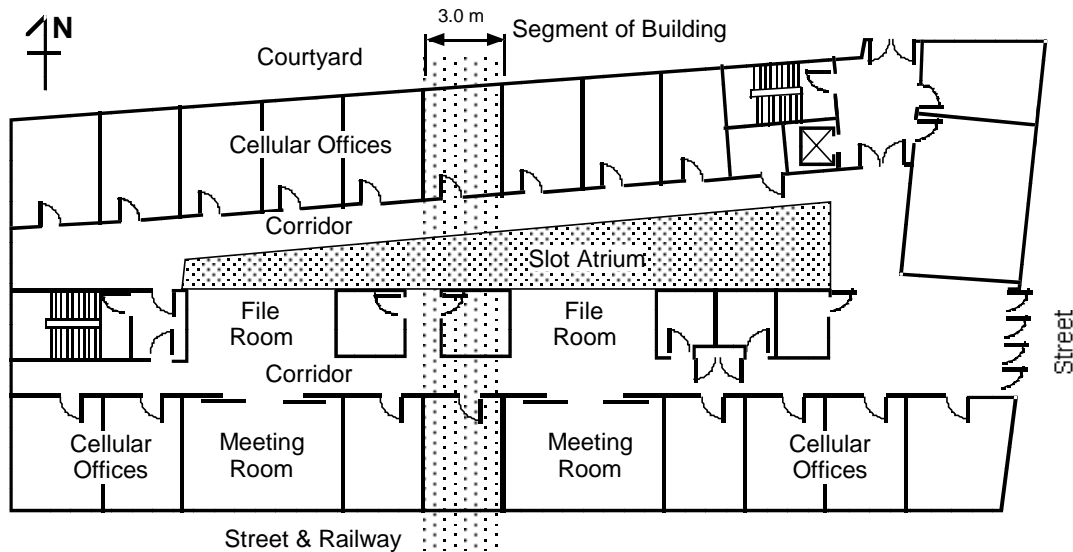 3.0 m
N
Segment of Building
Courtyard
Cellular Offices
Corridor
Slot Atrium
File
Room
File
Room
Corridor
Street
Cellular
Offices
Meeting
Room
Meeting
Room
Cellular
Offices
Street & Railway